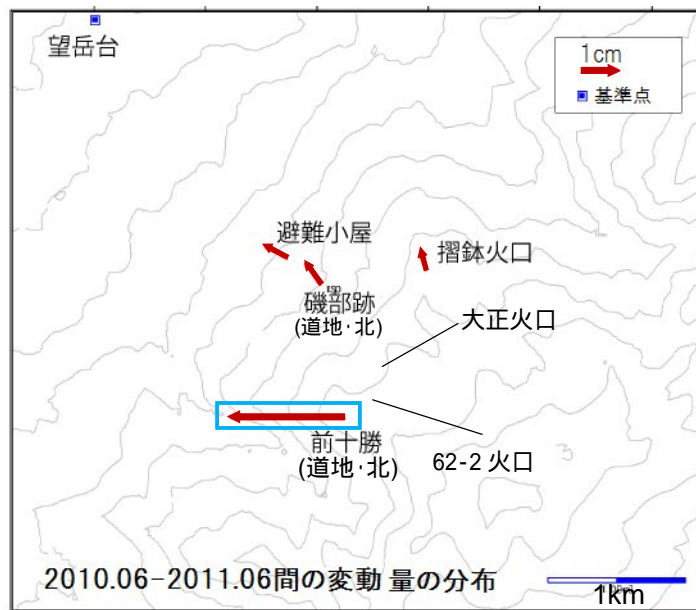 望岳台
1cm
基準点
避難小屋
摺鉢火口
磯部跡
(道地･北)
大正火口
前十勝
(道地･北)
62-2 火口
2010.06-2011.06間の変動 量の分布
1km